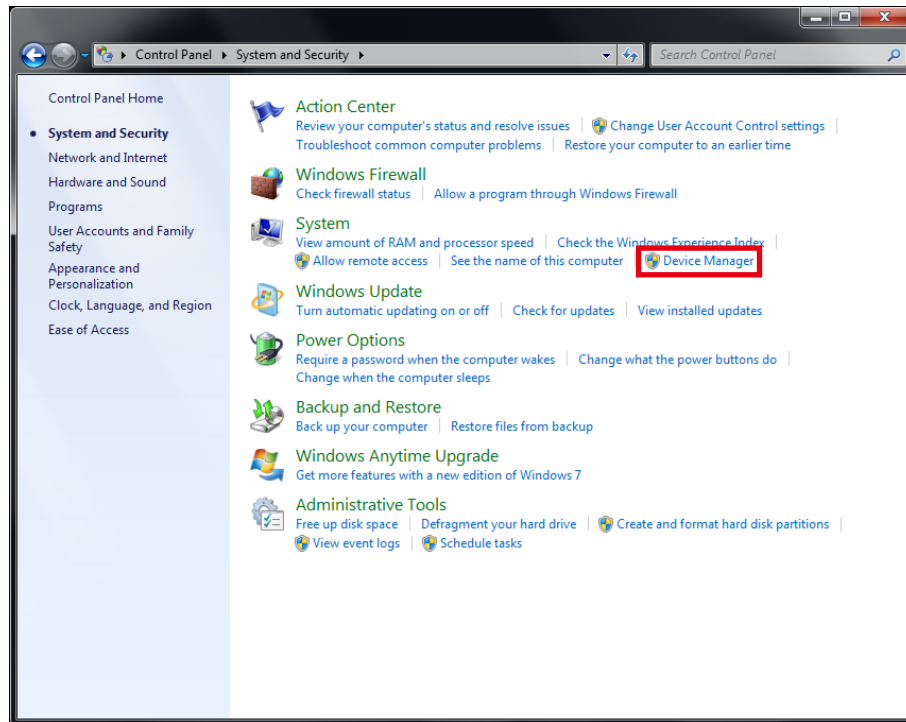 Control Panel System and Security
Search Control Panel
Control Panel Home
System and Security
Network and Internet
Hardware and Sound
Programs
User Accounts and Family
Safety
Appearance and
Personalization
Clock, Language, and Region
Ease of Access
Action Center
Review your computer's status and resolve issues Change User Account Control settings
Troubleshoot common computer problems Restore your computer to an earlier time
Windows Firewall
Check firewall status Allow a program through Windows Firewall
System
View amount of RAM and processor speed Check the Windows Experience Index
Allow remote access See the name of this computer Device Manager
Windows Update
Turn automatic updating on or off Check for updates View installed updates
Power Options
Require a password when the computer wakes Change what the power buttons do
Change when the computer sleeps
Backup and Restore
Back up your computer Restore files from backup
Windows Anytime Upgrade
Get more features with a new edition of Windows 7
Administrative Tools
Free up disk space Defragment your hard drive Create and format hard disk partitions
View event logs Schedule tasks